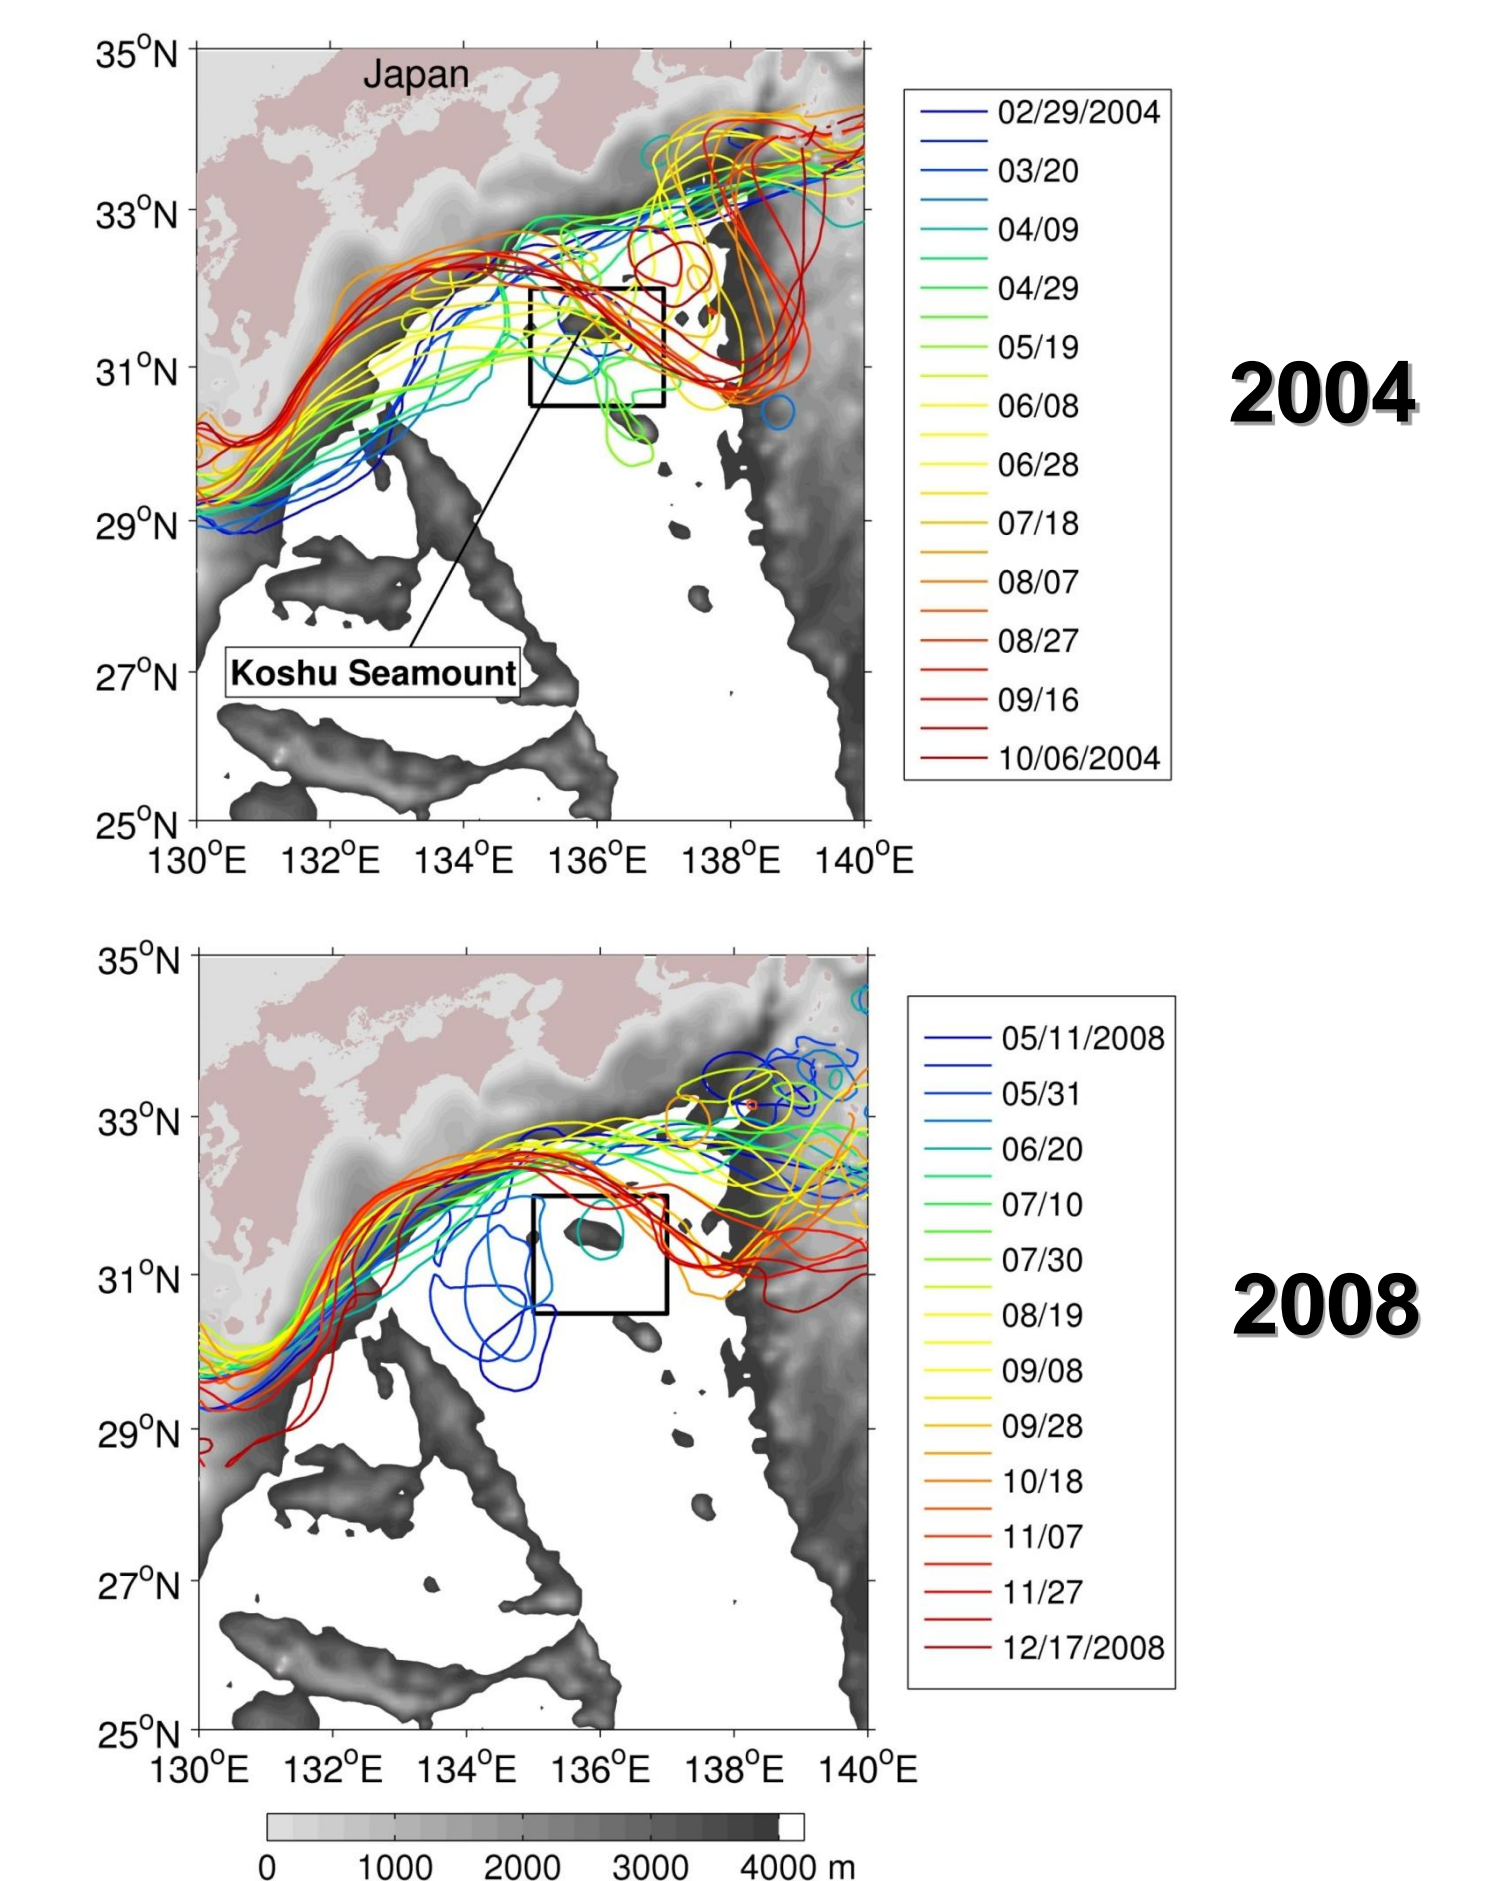 35°N
Japan
33°N
31°N
29°N
27°N
25°N
Koshu Seamount
130°E 132°E 134°E 136°E 138°E 140°E
02/29/2004
03/20
04/09
04/29
05/19
06/08
06/28
07/18
08/07
08/27
09/16
10/06/2004
2004
35°N
33°N
31°N
29°N
27°N
25°N
130°E 132°E 134°E 136°E 138°E 140°E
05/11/2008
05/31
06/20
07/10
07/30
08/19
09/08
09/28
10/18
11/07
11/27
12/17/2008
2008
0 1000 2000 3000 4000 m